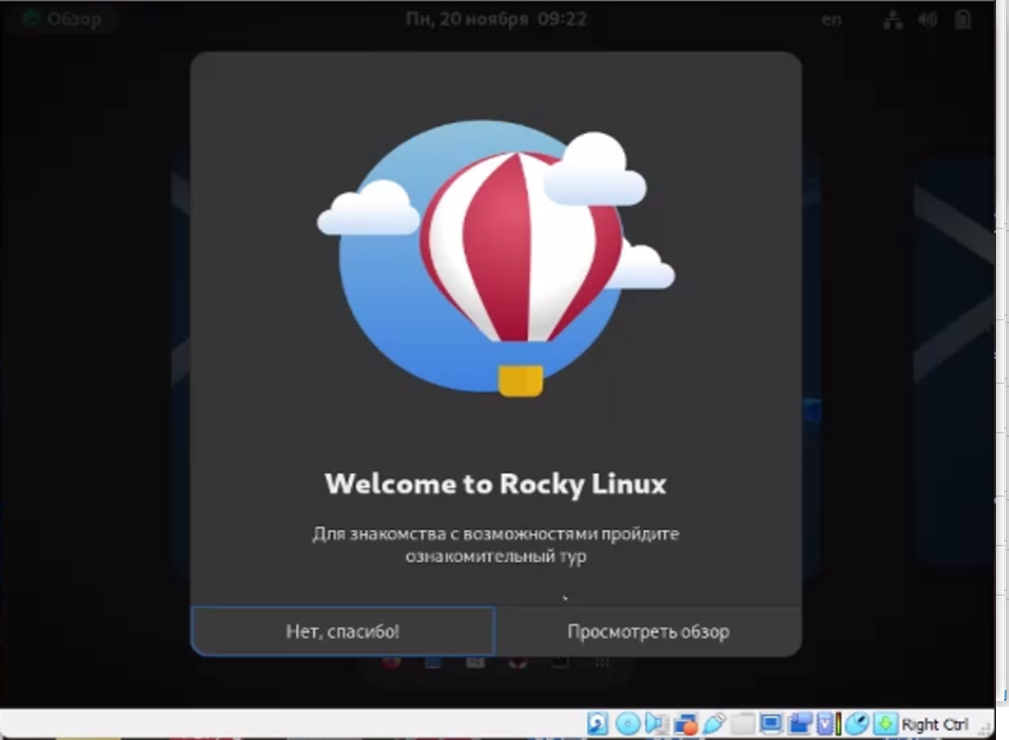 Обзор
Пн, 20 ноября 09:22
en
Welcome to Rocky Linux
Для знакомства с возможностями пройдите
ознакомительный тур
Нет, спасибо!
Просмотреть обзор
Right Ctrl